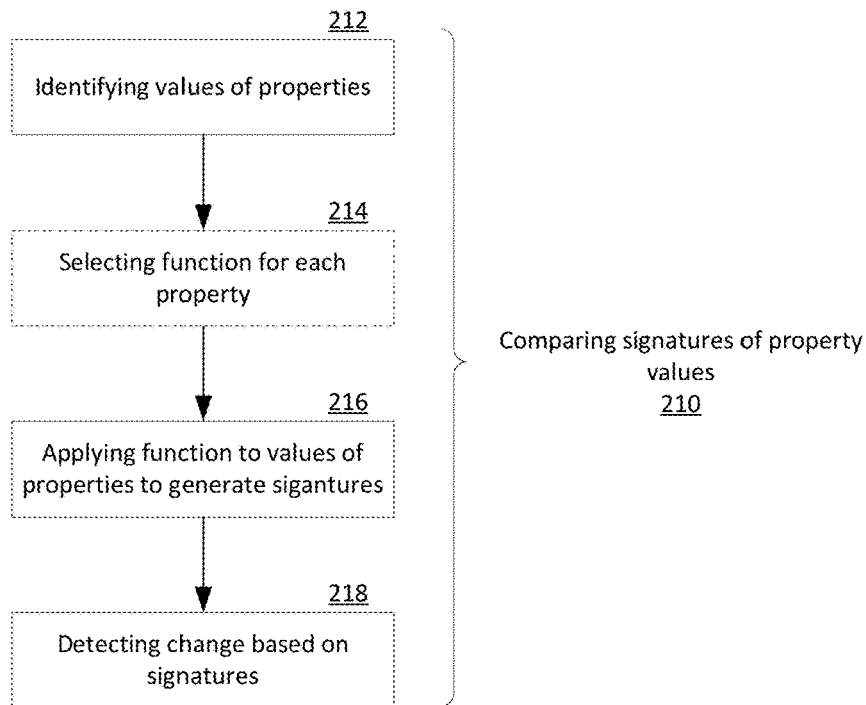 212
Identifying values of properties
214
Selecting function for each
property
216
Applying function to values of
properties to generate sigantures
218
Detecting change based on
signatures
Comparing signatures of property
values
210